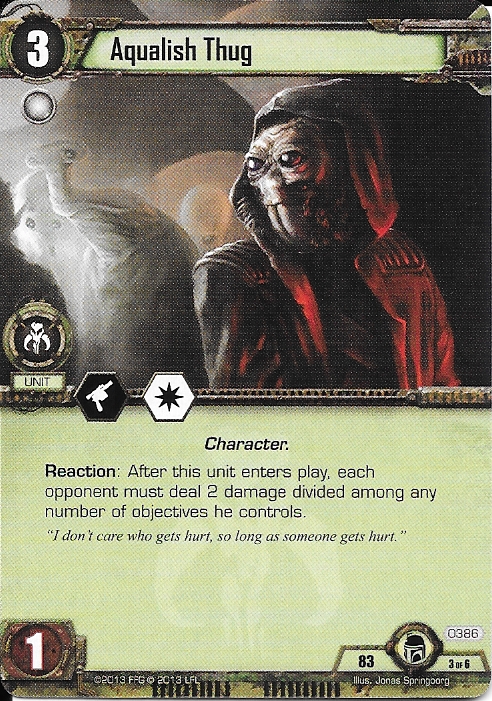 3
Aqualish Thug
UNIT
Character.
Reaction: After this unit enters play, each
opponent must deal 2 damage divided among any
number of objectives he controls.
“I don’t care who gets hurt, so long as someone gets hurt.”
1
0386
83
3 OF 6
©2013 FFG © 2013 LFL
Illus. Jonas Springborg